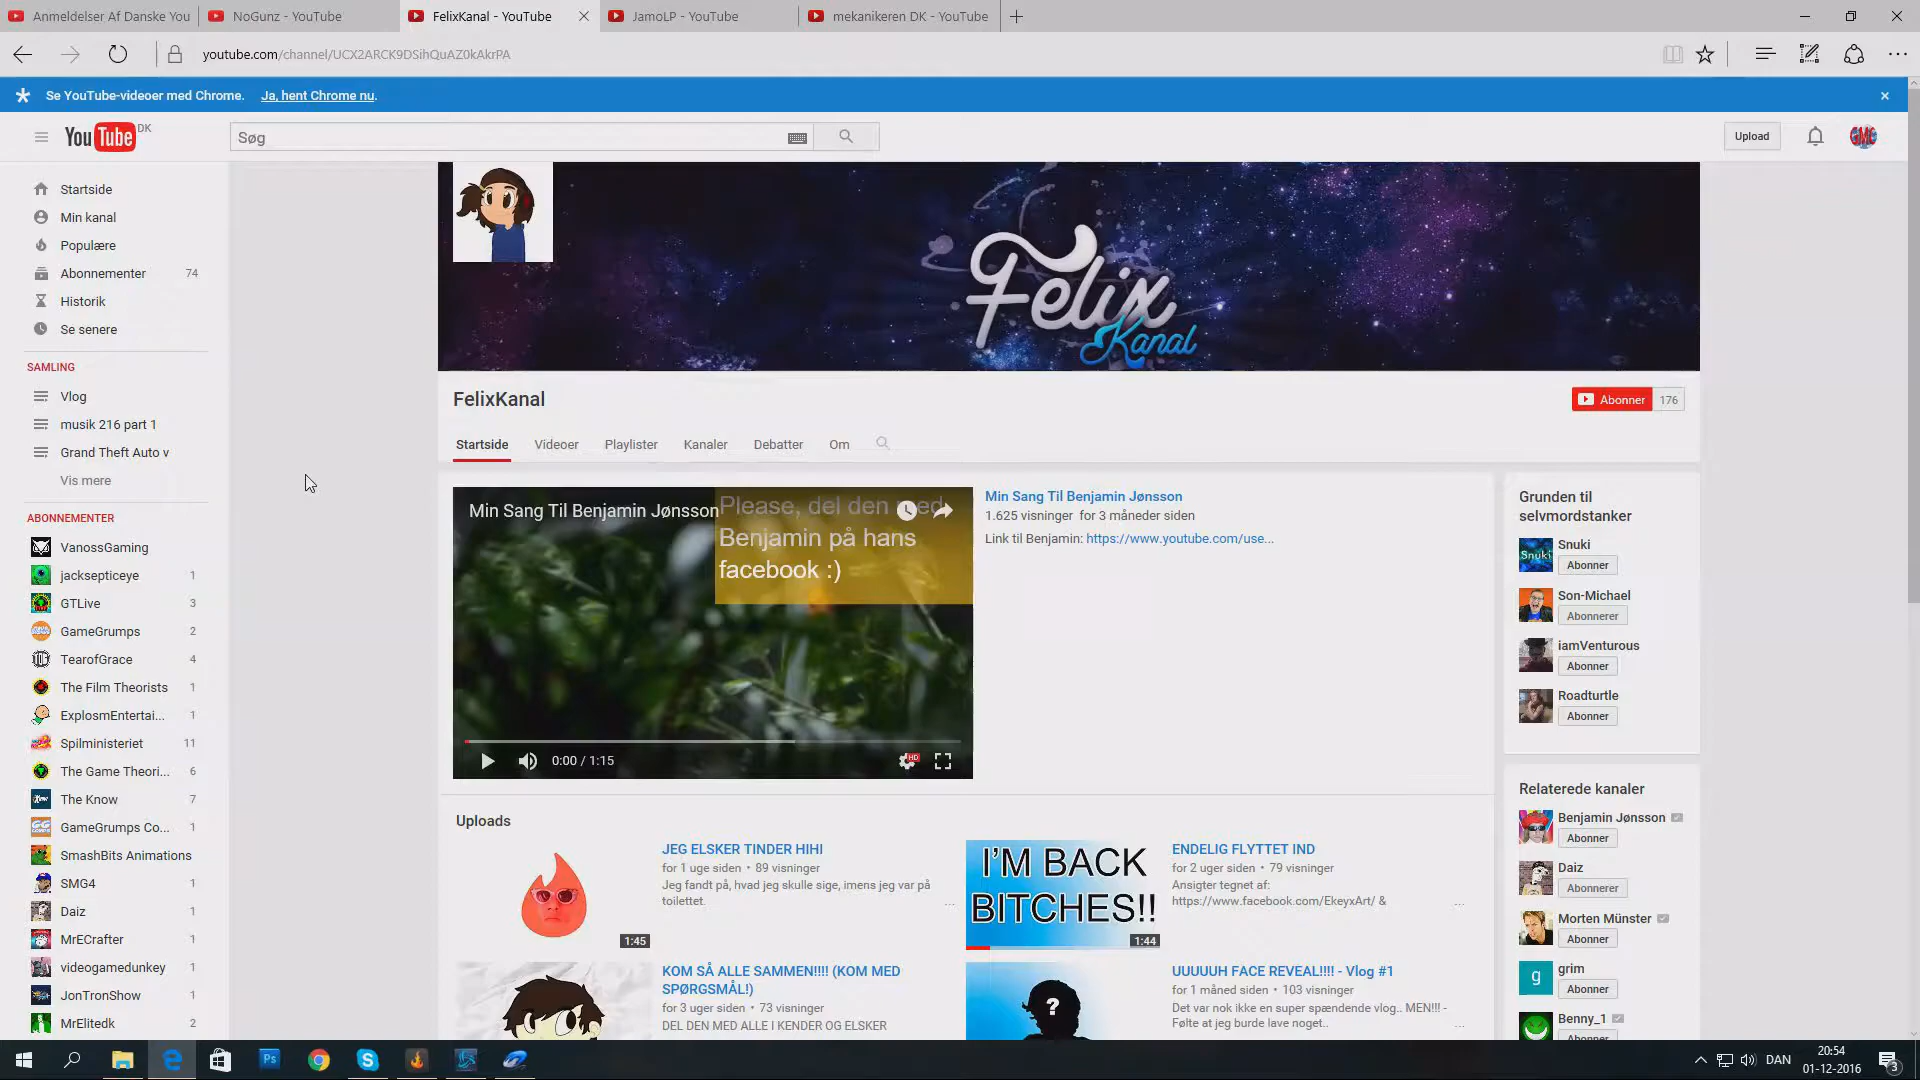 Anmeldelser Af Danske You
NoGunz - YouTube
FelixKanal - YouTube
JamoLP - YouTube
mekanikeren DK - YouTube
youtube.com/channel/UCX2ARCK9DSihQuAZ0kAkrPA
Se YouTube-videoer med Chrome. Ja, hent Chrome nu.
YouTube DK
Søg
Upload
GMC
Startside
Min kanal
Populære
Abonnementer 74
Historik
Se senere
SAMLING
Vlog
musik 216 part 1
Grand Theft Auto v
Vis mere
ABONNEMENTER
VanossGaming
jacksepticeye 1
GTLive 3
GameGrumps 2
TearofGrace 4
The Film Theorists 1
ExplosmEntertai... 1
Spilministeriet 11
The Game Theori... 6
The Know 7
GameGrumps Co... 1
SmashBits Animations
SMG4 1
Daiz 1
MrECrafter 1
videogamedunkey 1
JonTronShow 1
MrElitedk 2
Felix
Kanal
FelixKanal
Abonner 176
Startside Videoer Playlister Kanaler Debatter Om
Min Sang Til Benjamin Jønsson
Please, del den med
Benjamin på hans
facebook :)
0:00 / 1:15
HD
Min Sang Til Benjamin Jønsson
1.625 visninger for 3 måneder siden
Link til Benjamin: https://www.youtube.com/use...
Uploads
1:45
JEG ELSKER TINDER HIHI
for 1 uge siden • 89 visninger
Jeg fandt på, hvad jeg skulle sige, imens jeg var på
toilettet. ...
I'M BACK
BITCHES!!
1:44
ENDELIG FLYTTET IND
for 2 uger siden • 79 visninger
Ansigter tegnet af:
https://www.facebook.com/EkeyxArt/ & ...
KOM SÅ ALLE SAMMEN!!!! (KOM MED
SPØRGSMÅL!)
for 3 uger siden • 73 visninger
DEL DEN MED ALLE I KENDER OG ELSKER
?
UUUUUH FACE REVEAL!!!! - Vlog #1
for 1 måned siden • 103 visninger
Det var nok ikke en super spændende vlog.. MEN!!! -
Følte at jeg burde lave noget.. ...
Grunden til
selvmordstanker
Snuki
Snuki
Abonner
Son-Michael
Abonnerer
iamVenturous
Abonner
Roadturtle
Abonner
Relaterede kanaler
Benjamin Jønsson
Abonner
Daiz
Abonnerer
Morten Münster
Abonner
g
grim
Abonner
Benny_1
Abonner
Ps
DAN
20:54
01-12-2016
3